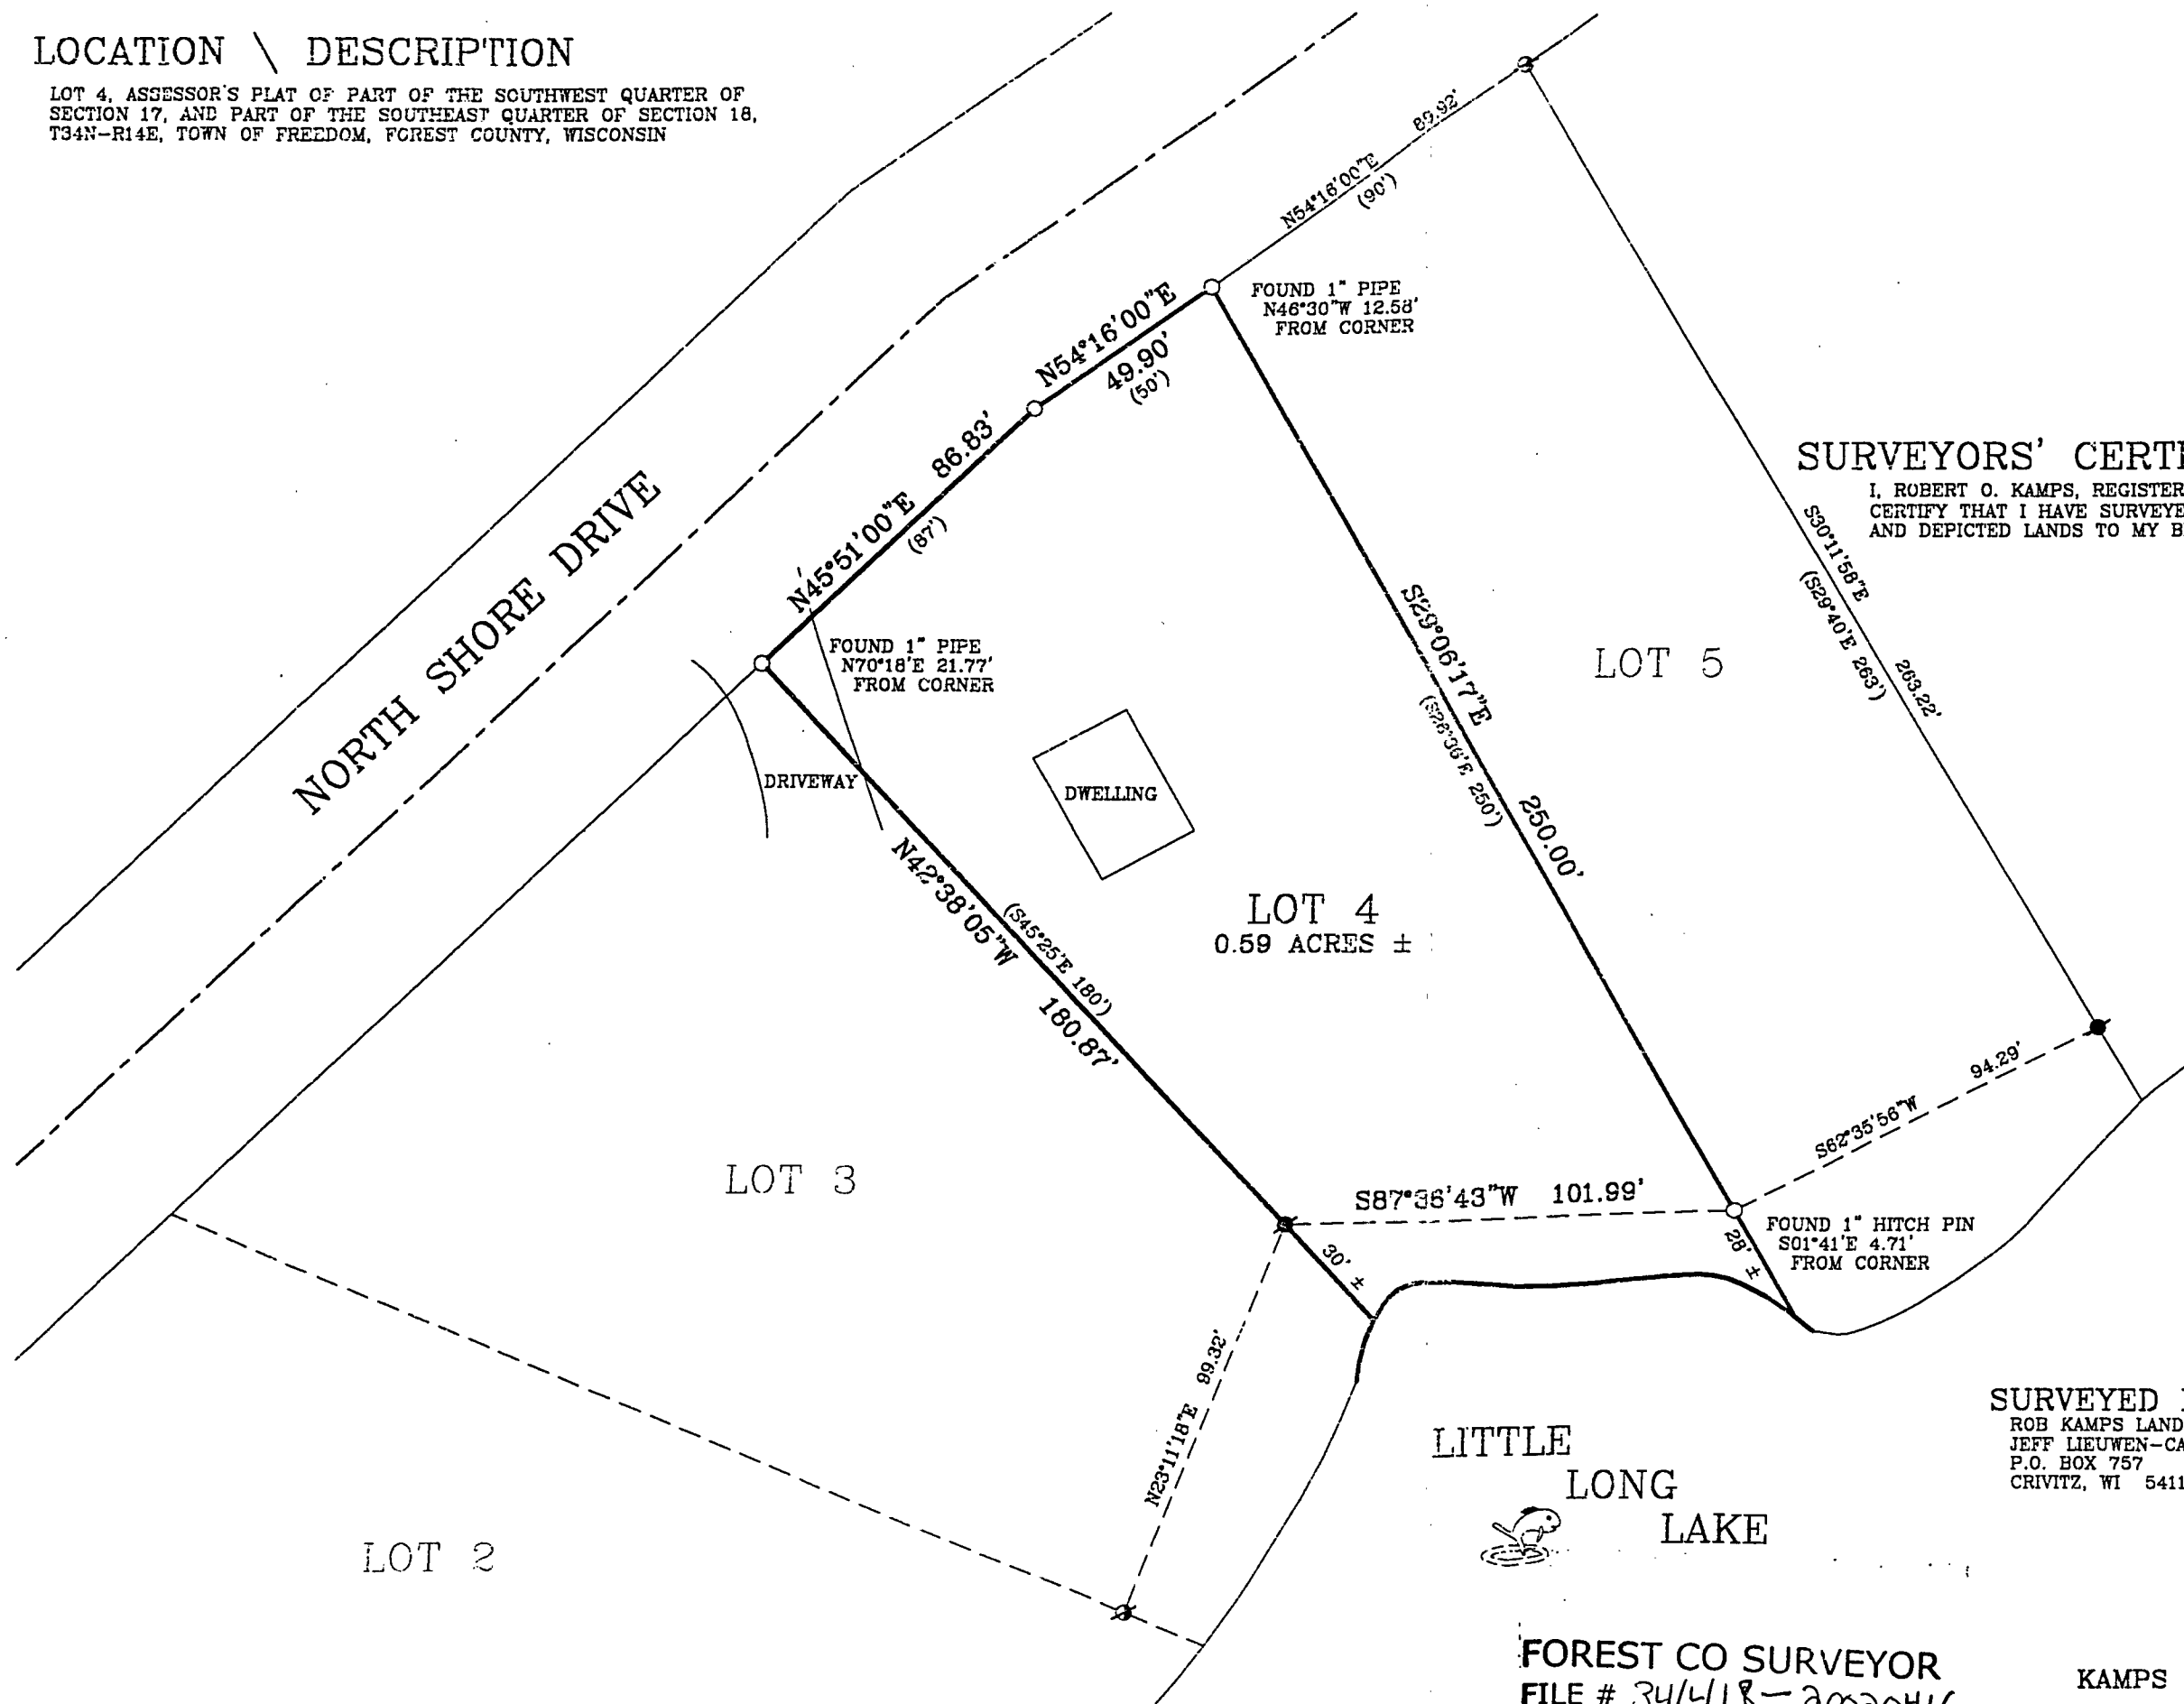 LOCATION \ DESCRIPTION
LOT 4, ASSESSOR'S PLAT OF PART OF THE SOUTHWEST QUARTER OF
SECTION 17, AND PART OF THE SOUTHEAST QUARTER OF SECTION 18,
T34N-R14E, TOWN OF FREEDOM, FOREST COUNTY, WISCONSIN
89.92'
N54°16'00"E
(90')
FOUND 1" PIPE
N46°30"W 12.58'
FROM CORNER
N54°16'00"E
49.90'
(50')
N45°51'00"E 86.83'
(87')
NORTH SHORE DRIVE
SURVEYORS' CERTI
I, ROBERT O. KAMPS, REGISTER
CERTIFY THAT I HAVE SURVEYE
AND DEPICTED LANDS TO MY B
S30°11'58"E 263.22'
(S29°40'E 263')
FOUND 1" PIPE
N70°18'E 21.77'
FROM CORNER
S29°06'17"E 250.00'
(S28°36'E 250')
LOT 5
DRIVEWAY
DWELLING
N42°38'05"W 180.87'
(S45°25'E 180')
LOT 4
0.59 ACRES ±
94.29'
S62°35'56"W
LOT 3
S87°36'43"W 101.99'
FOUND 1" HITCH PIN
S01°41'E 4.71'
FROM CORNER
28' ±
30' ±
N23°11'18"E 99.32'
SURVEYED
ROB KAMPS LAND
JEFF LIEUWEN-CA
P.O. BOX 757
CRIVITZ, WI 5411
LITTLE
LONG
LAKE
LOT 2
FOREST CO SURVEYOR
FILE #
KAMPS